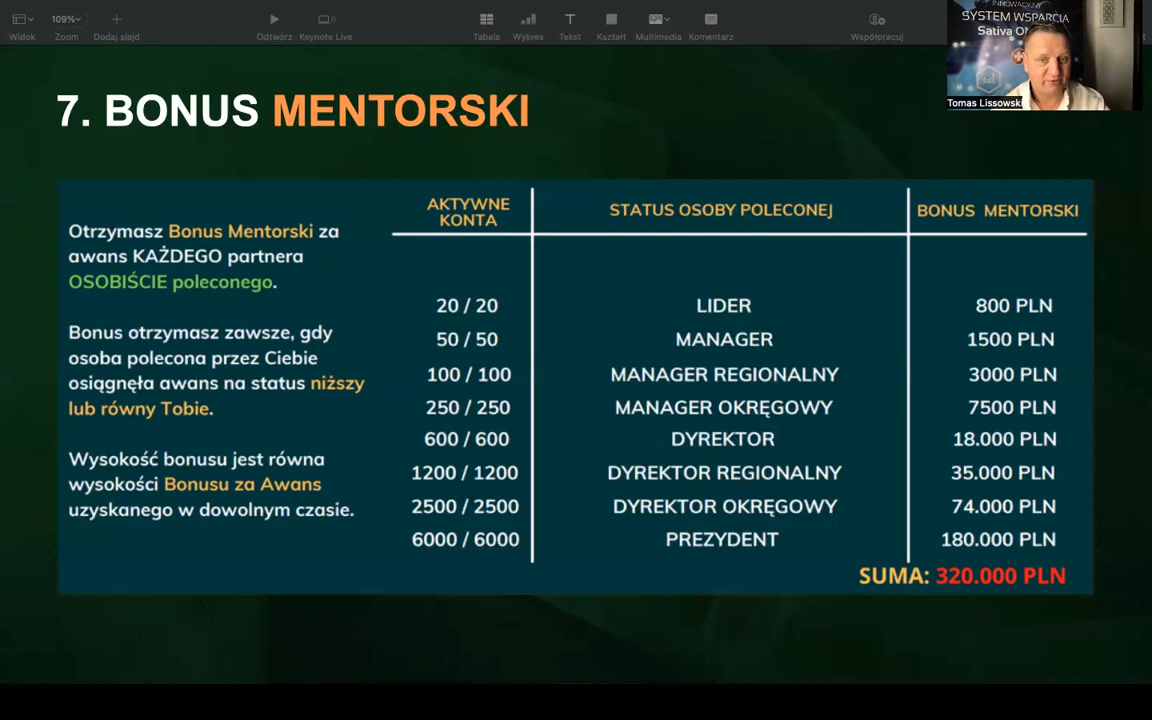 109%
Widok
Zoom
Dodaj slajd
Odtwórz
Keynote Live
Tabela
Wykres
Tekst
Kształt
Multimedia
Komentarz
Współpracuj
INNOWACYJNY
SYSTEM WSPARCIA
Sativa
Tomas Lissowski
7. BONUS MENTORSKI
Otrzymasz Bonus Mentorski za
awans KAŻDEGO partnera
OSOBIŚCIE poleconego.
Bonus otrzymasz zawsze, gdy
osoba polecona przez Ciebie
osiągnęła awans na status niższy
lub równy Tobie.
Wysokość bonusu jest równa
wysokości Bonusu za Awans
uzyskanego w dowolnym czasie.
AKTYWNE
KONTA
STATUS OSOBY POLECONEJ
BONUS MENTORSKI
20 / 20 LIDER 800 PLN
50 / 50 MANAGER 1500 PLN
100 / 100 MANAGER REGIONALNY 3000 PLN
250 / 250 MANAGER OKRĘGOWY 7500 PLN
600 / 600 DYREKTOR 18.000 PLN
1200 / 1200 DYREKTOR REGIONALNY 35.000 PLN
2500 / 2500 DYREKTOR OKRĘGOWY 74.000 PLN
6000 / 6000 PREZYDENT 180.000 PLN
SUMA: 320.000 PLN